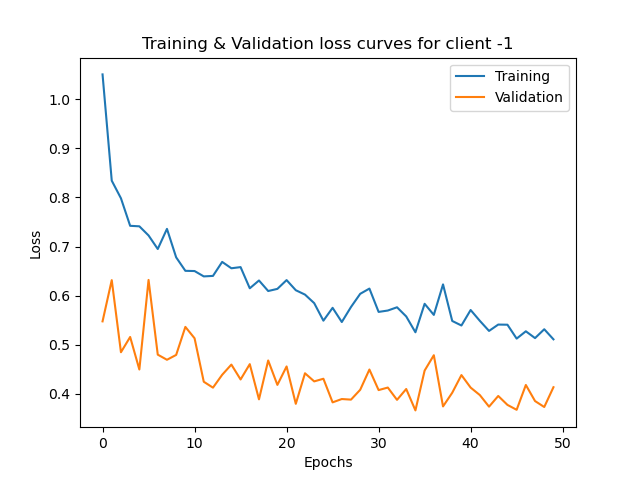 Training & Validation loss curves for client -1
Training
Validation
Loss
1.0
0.9
0.8
0.7
0.6
0.5
0.4
0 10 20 30 40 50
Epochs